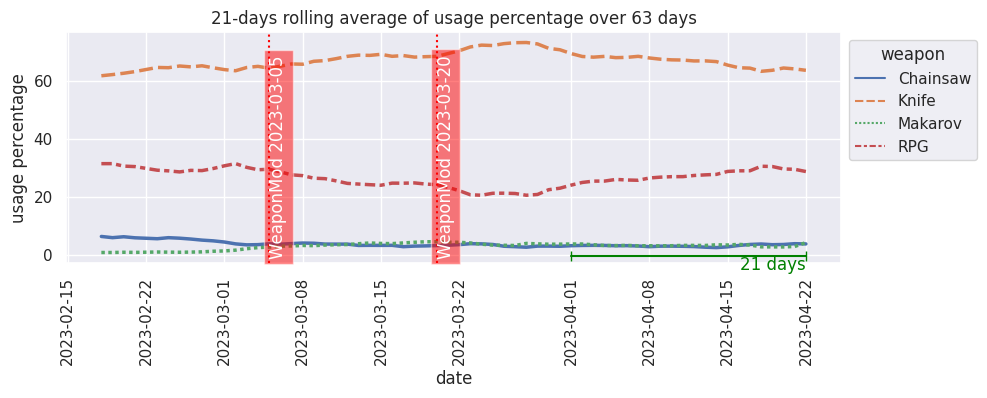 21-days rolling average of usage percentage over 63 days
usage percentage
60
40
20
0
WeaponMod 2023-03-05
WeaponMod 2023-03-20
21 days
2023-02-15
2023-02-22
2023-03-01
2023-03-08
2023-03-15
2023-03-22
2023-04-01
2023-04-08
2023-04-15
2023-04-22
date
weapon
Chainsaw
Knife
Makarov
RPG